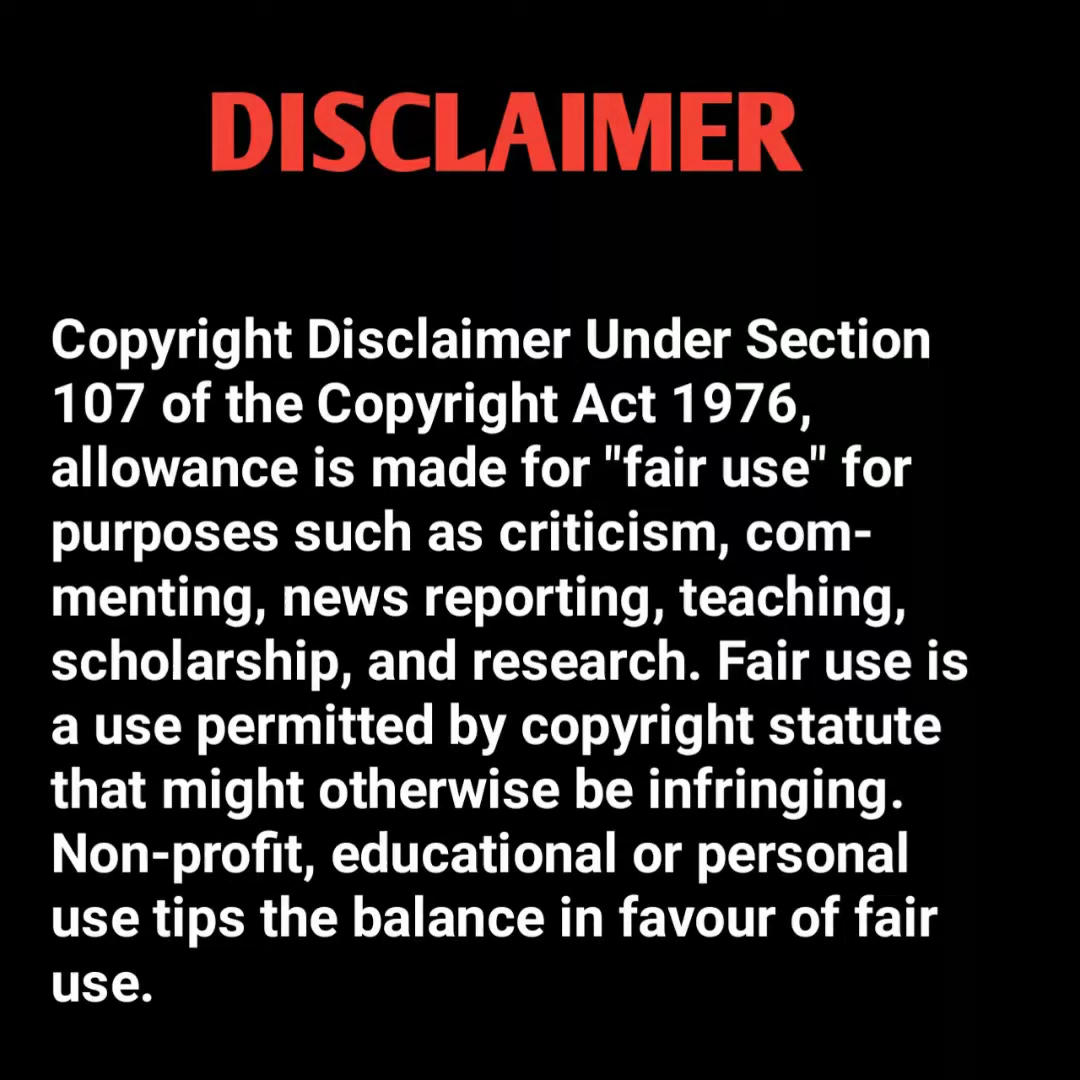 DISCLAIMER
Copyright Disclaimer Under Section
107 of the Copyright Act 1976,
allowance is made for "fair use" for
purposes such as criticism, com-
menting, news reporting, teaching,
scholarship, and research. Fair use is
a use permitted by copyright statute
that might otherwise be infringing.
Non-profit, educational or personal
use tips the balance in favour of fair
use.